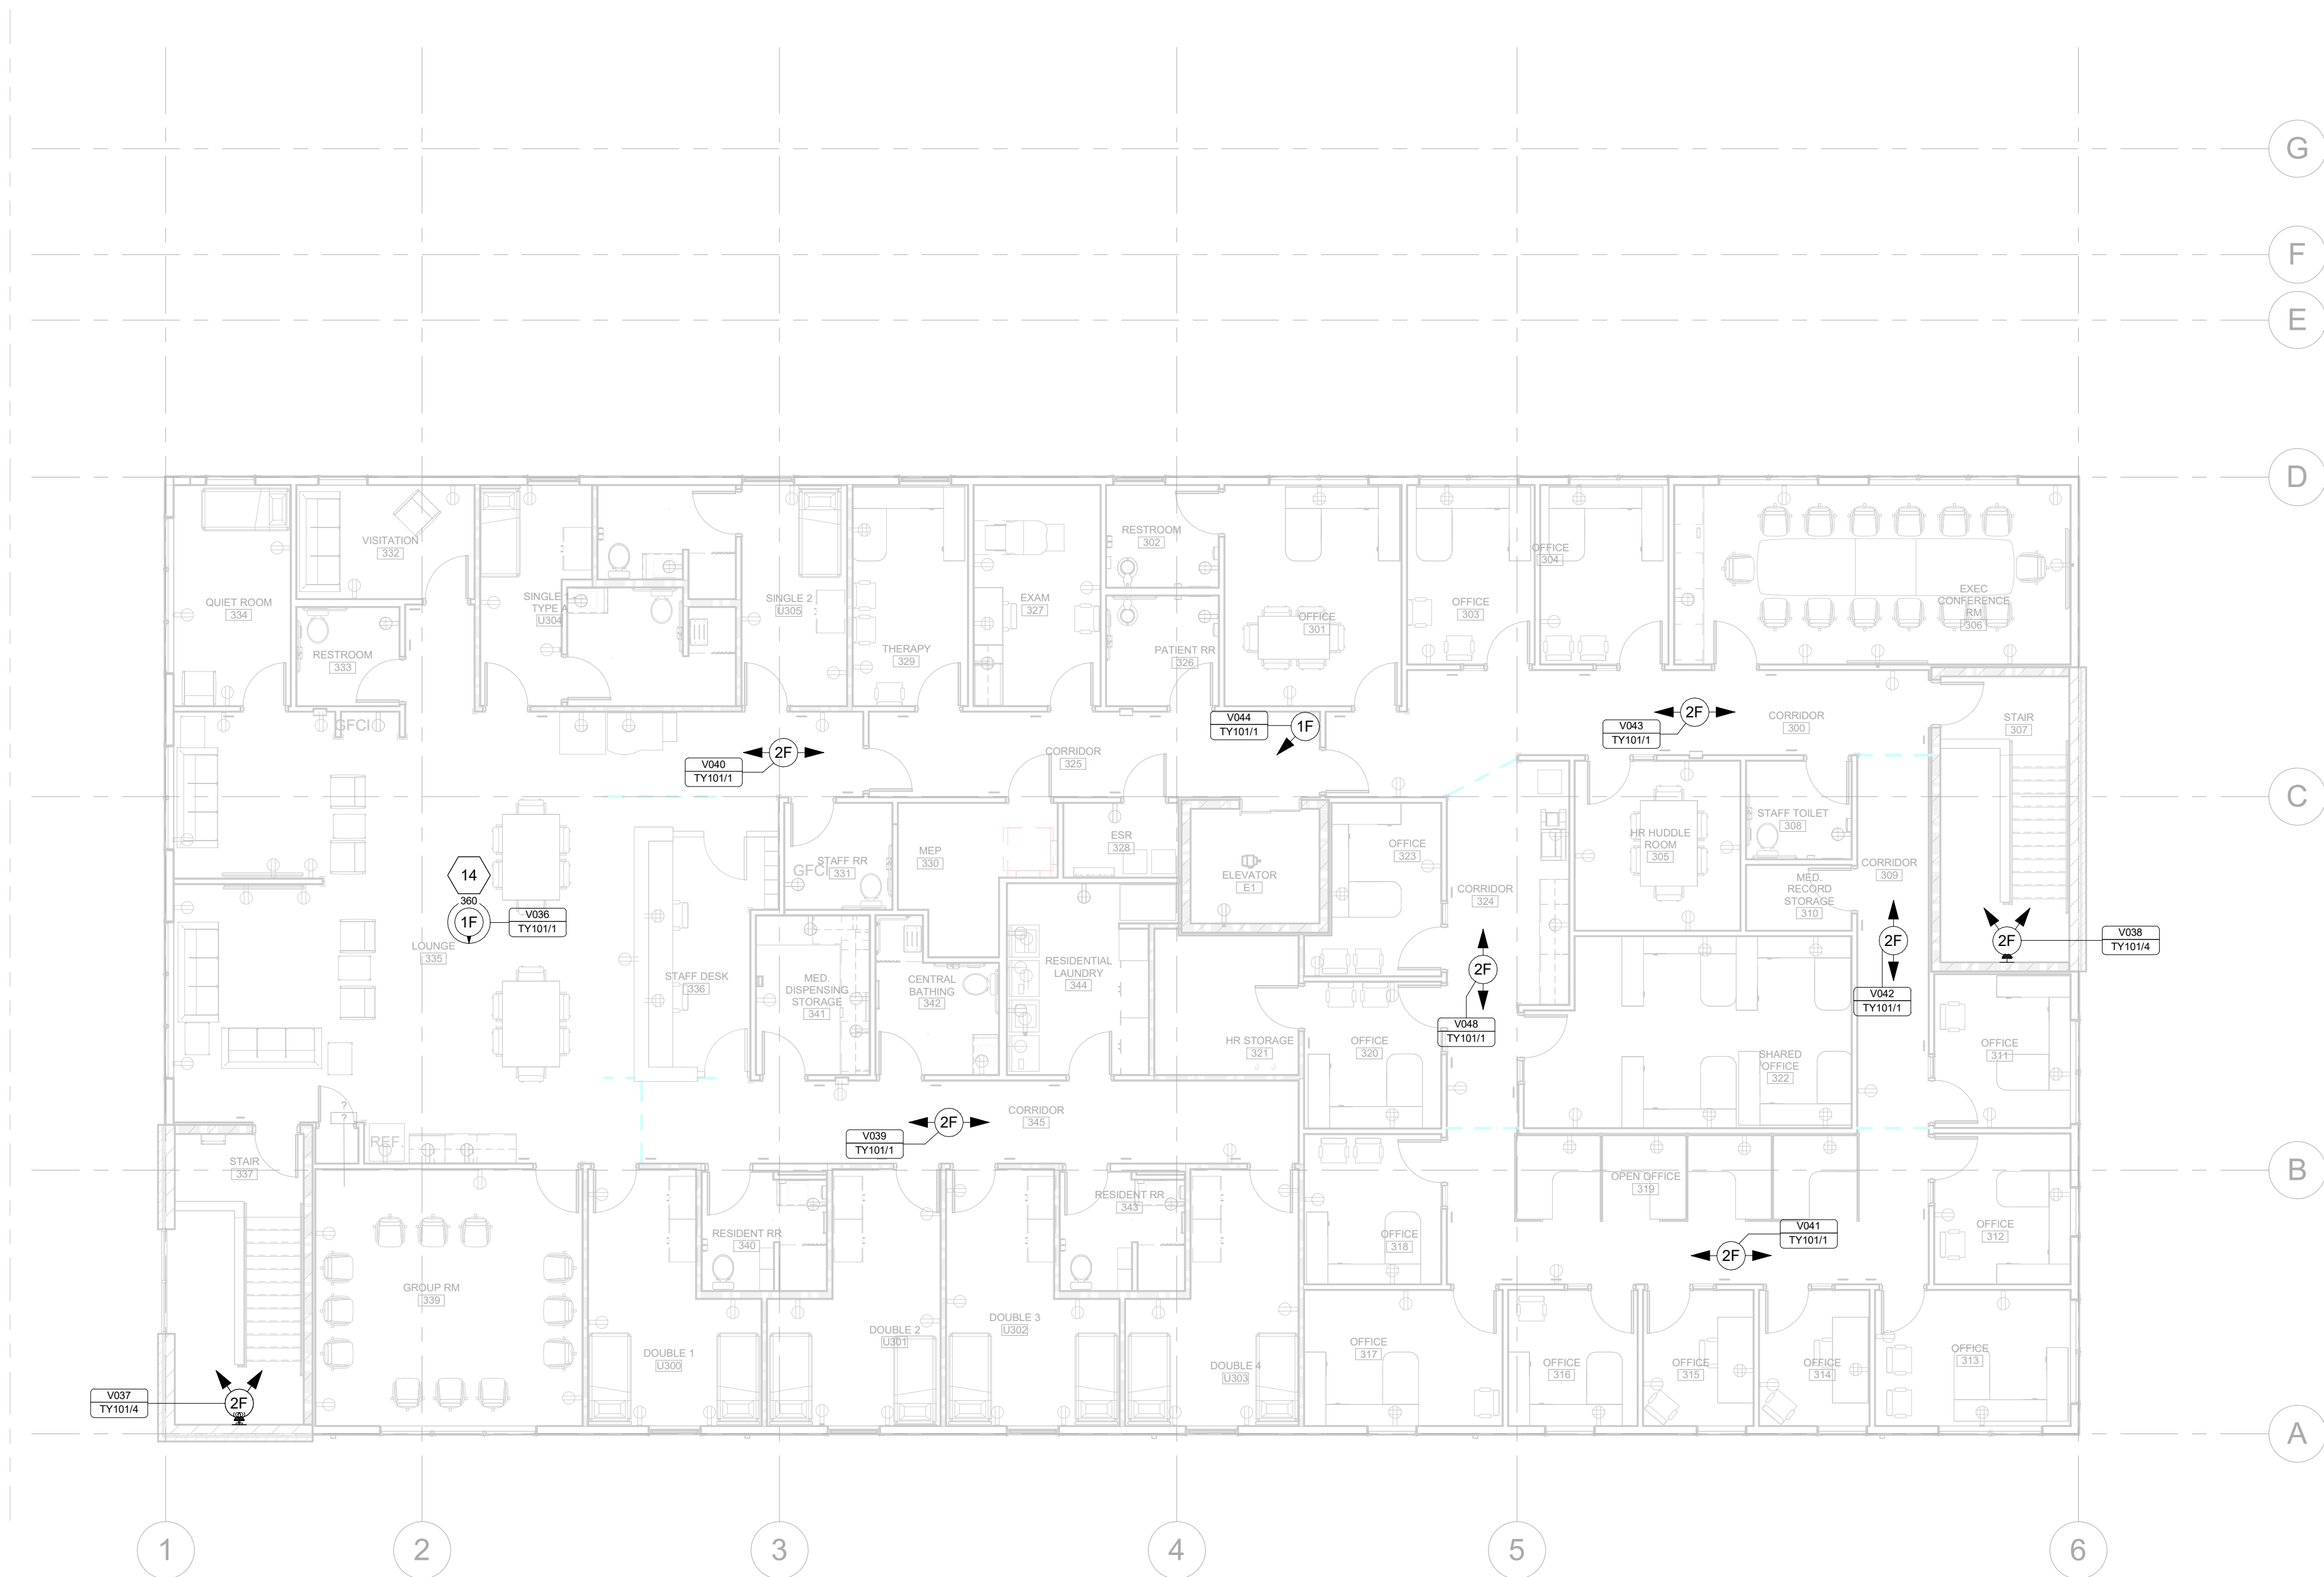 G
F
E
D
RESTROOM
302
VISITATION
332
OFFICE
304
QUIET ROOM
334
SINGLE 1 -
TYPE A
U304
SINGLE 2
U305
EXAM
327
OFFICE
303
EXEC
CONFERENCE
RM
306
OFFICE
301
RESTROOM
333
THERAPY
329
PATIENT RR
326
GFCI
V044
TY101/1
1F
V043
TY101/1
2F
CORRIDOR
300
STAIR
307
V040
TY101/1
2F
CORRIDOR
325
C
STAFF TOILET
308
HR HUDDLE
ROOM
305
ESR
328
OFFICE
323
MEP
330
STAFF RR
331
GFCI
ELEVATOR
E1
CORRIDOR
309
14
360
1F
V036
TY101/1
CORRIDOR
324
MED.
RECORD
STORAGE
310
LOUNGE
335
2F
V038
TY101/4
2F
V042
TY101/1
2F
V048
TY101/1
STAFF DESK
336
MED.
DISPENSING
STORAGE
341
CENTRAL
BATHING
342
RESIDENTIAL
LAUNDRY
344
HR STORAGE
321
OFFICE
320
SHARED
OFFICE
322
OFFICE
311
?
?
REF.
V039
TY101/1
2F
CORRIDOR
345
STAIR
337
B
OPEN OFFICE
319
RESIDENT RR
343
RESIDENT RR
340
OFFICE
318
V041
TY101/1
2F
OFFICE
312
GROUP RM
339
DOUBLE 1
U300
DOUBLE 2
U301
DOUBLE 3
U302
DOUBLE 4
U303
OFFICE
317
OFFICE
316
OFFICE
315
OFFICE
314
OFFICE
313
V037
TY101/4
2F
A
1
2
3
4
5
6